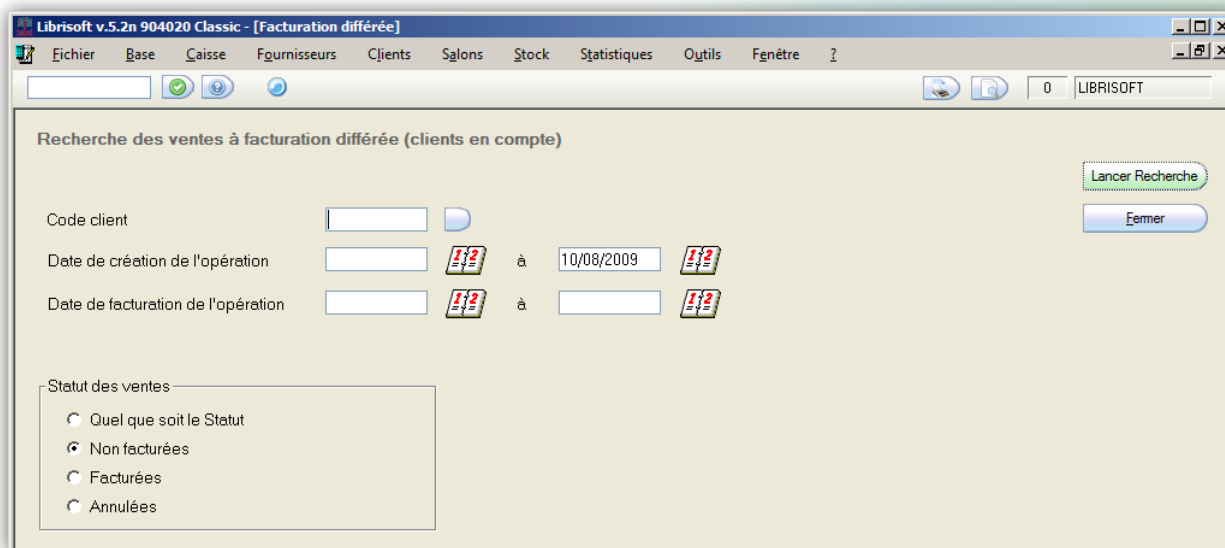 Librisoft v.5.2n 904020 Classic - [Facturation différée]
Fichier Base Caisse Fournisseurs Clients Salons Stock Statistiques Outils Fenêtre ?
0 LIBRISOFT
Recherche des ventes à facturation différée (clients en compte)
Lancer Recherche
Code client
Fermer
Date de création de l'opération à 10/08/2009
Date de facturation de l'opération à
Statut des ventes
Quel que soit le Statut
Non facturées
Facturées
Annulées